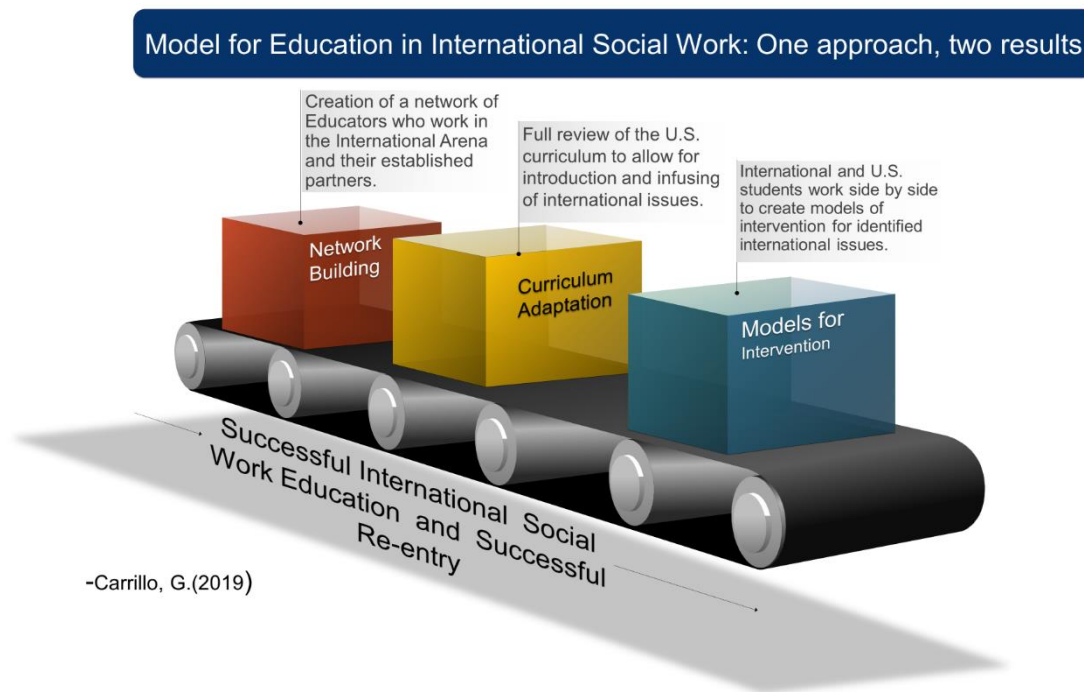 Model for Education in International Social Work: One approach, two results
Creation of a network of
Educators who work in
the International Arena
and their established
partners.
Full review of the U.S.
curriculum to allow for
introduction and infusing
of international issues.
International and U.S.
students work side by side
to create models of
intervention for identified
international issues.
Network
Building
Curriculum
Adaptation
Models for
Intervention
Successful International Social
Work Education and Successful
Re-entry
-Carrillo, G.(2019)